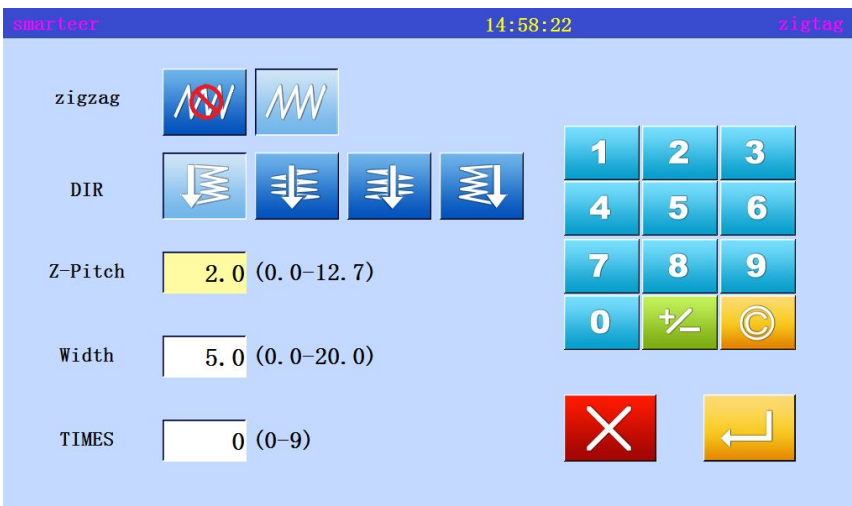 smarteer 14:58:22 zigtag
zigzag
DIR
Z-Pitch 2.0 (0.0-12.7)
Width 5.0 (0.0-20.0)
TIMES 0 (0-9)
1 2 3
4 5 6
7 8 9
0 +/- ©